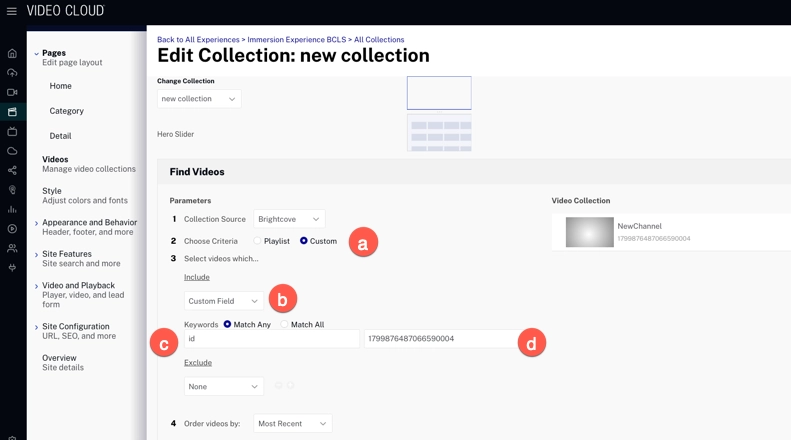 VIDEO CLOUD
Back to All Experiences > Immersion Experience BCLS > All Collections
Edit Collection: new collection
Pages
Edit page layout
Home
Category
Detail
Videos
Manage video collections
Style
Adjust colors and fonts
Appearance and Behavior
Header, footer, and more
Site Features
Site search and more
Video and Playback
Player, video, and lead
form
Site Configuration
URL, SEO, and more
Overview
Site details
Change Collection
new collection
Hero Slider
Find Videos
Parameters
Video Collection
1 Collection Source Brightcove
2 Choose Criteria Playlist Custom a
3 Select videos which...
Include
Custom Field b
Keywords Match Any Match All
c id 1799876487066590004 d
Exclude
None
4 Order videos by: Most Recent
NewChannel
1799876487066590004